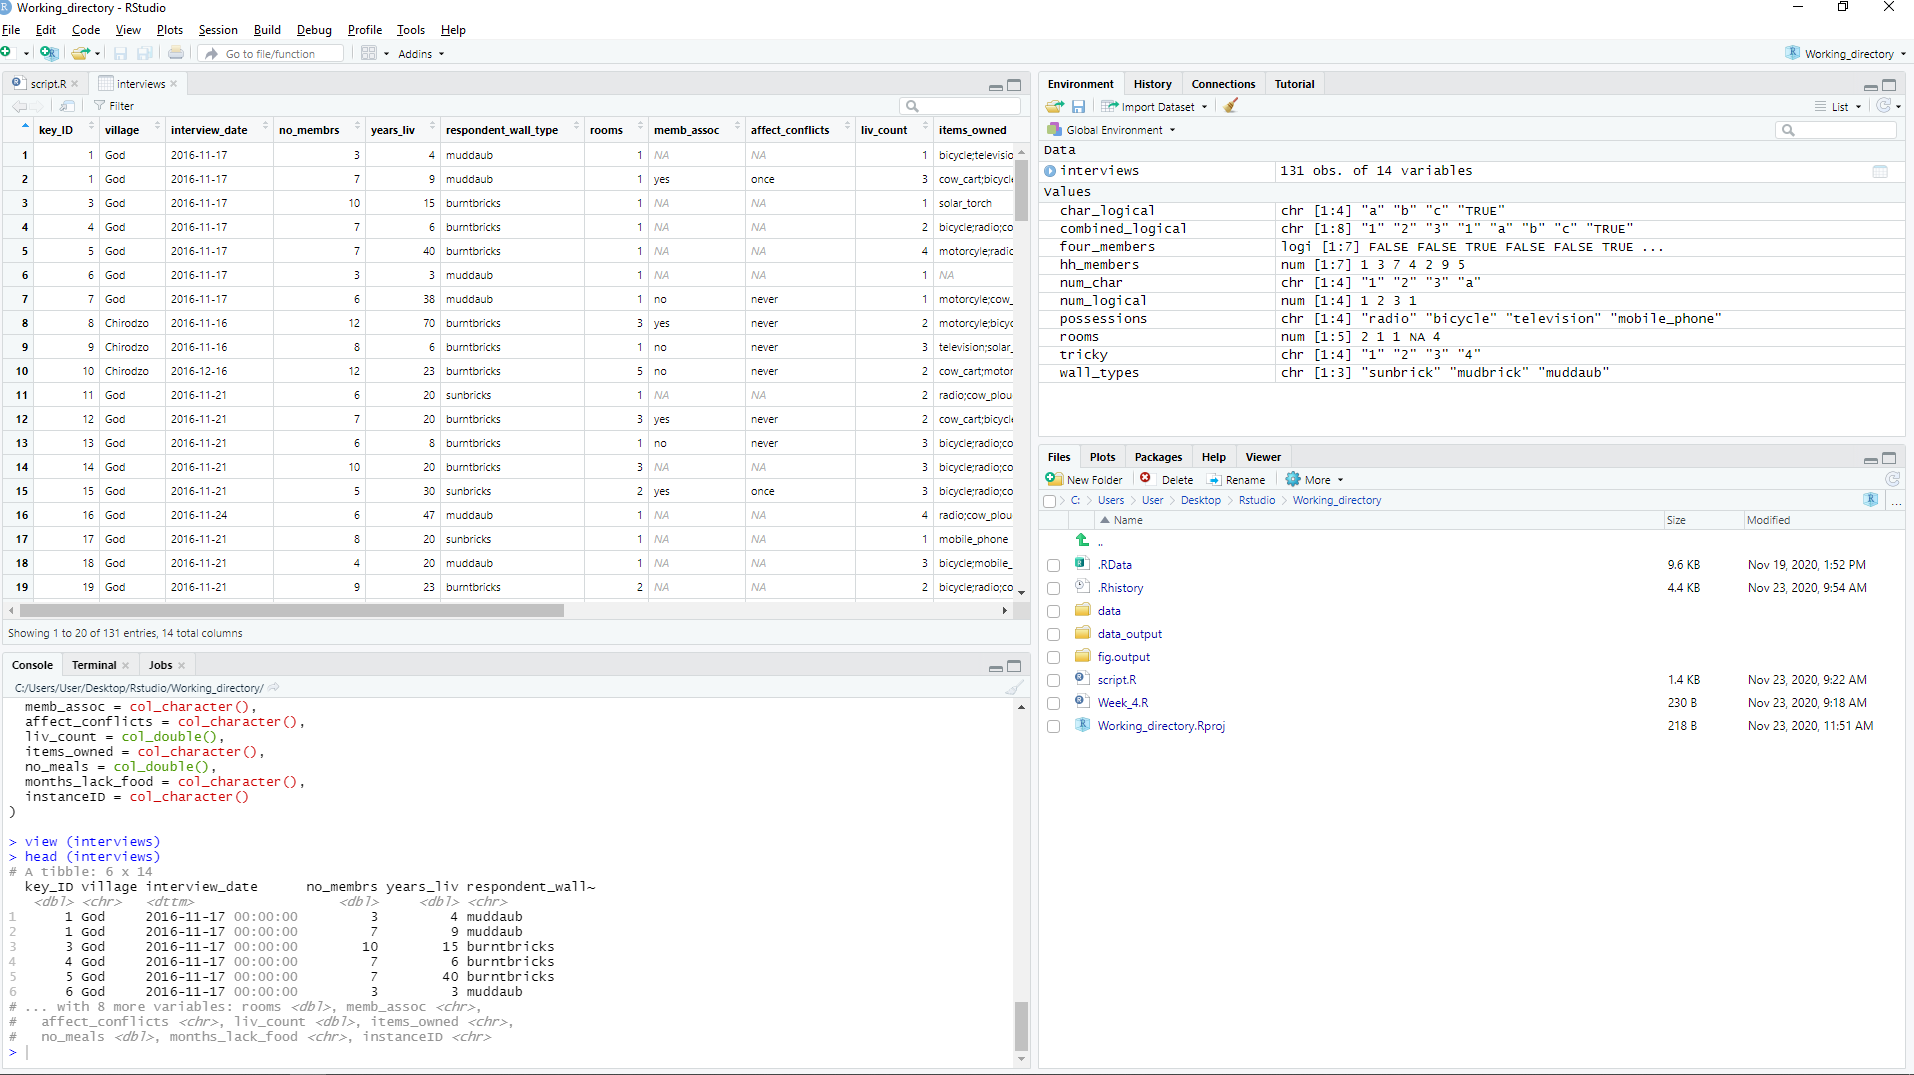 Working_directory - RStudio
File Edit Code View Plots Session Build Debug Profile Tools Help
Go to file/function Addins Working_directory
script.R interviews
Filter
key_ID village interview_date no_membrs years_liv respondent_wall_type rooms memb_assoc affect_conflicts liv_count items_owned
1 1 God 2016-11-17 3 4 muddaub 1 NA NA 1 bicycle;televisio
2 1 God 2016-11-17 7 9 muddaub 1 yes once 3 cow_cart;bicycl
3 3 God 2016-11-17 10 15 burntbricks 1 NA NA 1 solar_torch
4 4 God 2016-11-17 7 6 burntbricks 1 NA NA 2 bicycle;radio;co
5 5 God 2016-11-17 7 40 burntbricks 1 NA NA 4 motorcyle;radio
6 6 God 2016-11-17 3 3 muddaub 1 NA NA 1 NA
7 7 God 2016-11-17 6 38 muddaub 1 no never 1 motorcyle;cow_
8 8 Chirodzo 2016-11-16 12 70 burntbricks 3 yes never 2 motorcyle;bicyc
9 9 Chirodzo 2016-11-16 8 6 burntbricks 1 no never 3 television;solar_
10 10 Chirodzo 2016-12-16 12 23 burntbricks 5 no never 2 cow_cart;motor
11 11 God 2016-11-21 6 20 sunbricks 1 NA NA 2 radio;cow_plou
12 12 God 2016-11-21 7 20 burntbricks 3 yes never 2 cow_cart;bicycl
13 13 God 2016-11-21 6 8 burntbricks 1 no never 3 bicycle;radio;co
14 14 God 2016-11-21 10 20 burntbricks 3 NA NA 3 bicycle;radio;co
15 15 God 2016-11-21 5 30 sunbricks 2 yes once 3 bicycle;radio;co
16 16 God 2016-11-24 6 47 muddaub 1 NA NA 4 radio;cow_plou
17 17 God 2016-11-21 8 20 sunbricks 1 NA NA 1 mobile_phone
18 18 God 2016-11-21 4 20 muddaub 1 NA NA 3 bicycle;mobile_
19 19 God 2016-11-21 9 23 burntbricks 2 NA NA 2 bicycle;radio;co
Showing 1 to 20 of 131 entries, 14 total columns
Console Terminal Jobs
C:/Users/User/Desktop/Rstudio/Working_directory/
memb_assoc = col_character(),
affect_conflicts = col_character(),
liv_count = col_double(),
items_owned = col_character(),
no_meals = col_double(),
months_lack_food = col_character(),
instanceID = col_character()
)
> view (interviews)
> head (interviews)
# A tibble: 6 x 14
key_ID village interview_date no_membrs years_liv respondent_wall~
<dbl> <chr> <dttm> <dbl> <dbl> <chr>
1 1 God 2016-11-17 00:00:00 3 4 muddaub
2 1 God 2016-11-17 00:00:00 7 9 muddaub
3 3 God 2016-11-17 00:00:00 10 15 burntbricks
4 4 God 2016-11-17 00:00:00 7 6 burntbricks
5 5 God 2016-11-17 00:00:00 7 40 burntbricks
6 6 God 2016-11-17 00:00:00 3 3 muddaub
# ... with 8 more variables: rooms <dbl>, memb_assoc <chr>,
# affect_conflicts <chr>, liv_count <dbl>, items_owned <chr>,
# no_meals <dbl>, months_lack_food <chr>, instanceID <chr>
>
Environment History Connections Tutorial
Import Dataset List
Global Environment
Data
interviews 131 obs. of 14 variables
Values
char_logical chr [1:4] "a" "b" "c" "TRUE"
combined_logical chr [1:8] "1" "2" "3" "1" "a" "b" "c" "TRUE"
four_members logi [1:7] FALSE FALSE TRUE FALSE FALSE TRUE ...
hh_members num [1:7] 1 3 7 4 2 9 5
num_char chr [1:4] "1" "2" "3" "a"
num_logical num [1:4] 1 2 3 1
possessions chr [1:4] "radio" "bicycle" "television" "mobile_phone"
rooms num [1:5] 2 1 1 NA 4
tricky chr [1:4] "1" "2" "3" "4"
wall_types chr [1:3] "sunbrick" "mudbrick" "muddaub"
Files Plots Packages Help Viewer
New Folder Delete Rename More
C: Users User Desktop Rstudio Working_directory ...
Name Size Modified
..
.RData 9.6 KB Nov 19, 2020, 1:52 PM
.Rhistory 4.4 KB Nov 23, 2020, 9:54 AM
data
data_output
fig.output
script.R 1.4 KB Nov 23, 2020, 9:22 AM
Week_4.R 230 B Nov 23, 2020, 9:18 AM
Working_directory.Rproj 218 B Nov 23, 2020, 11:51 AM